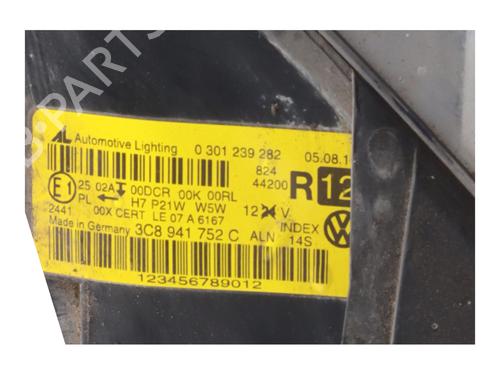 B-PARTS
AL Automotive Lighting 0 301 239 282 05.08.1
824
44200 R 12
E1 25 02A 00DCR 00K 00RL
PL H7 P21W W5W 12 V
2441 00X CERT LE 07 A 6167 INDEX
Made in Germany 3C8 941 752 C ALN 14S
123456789012